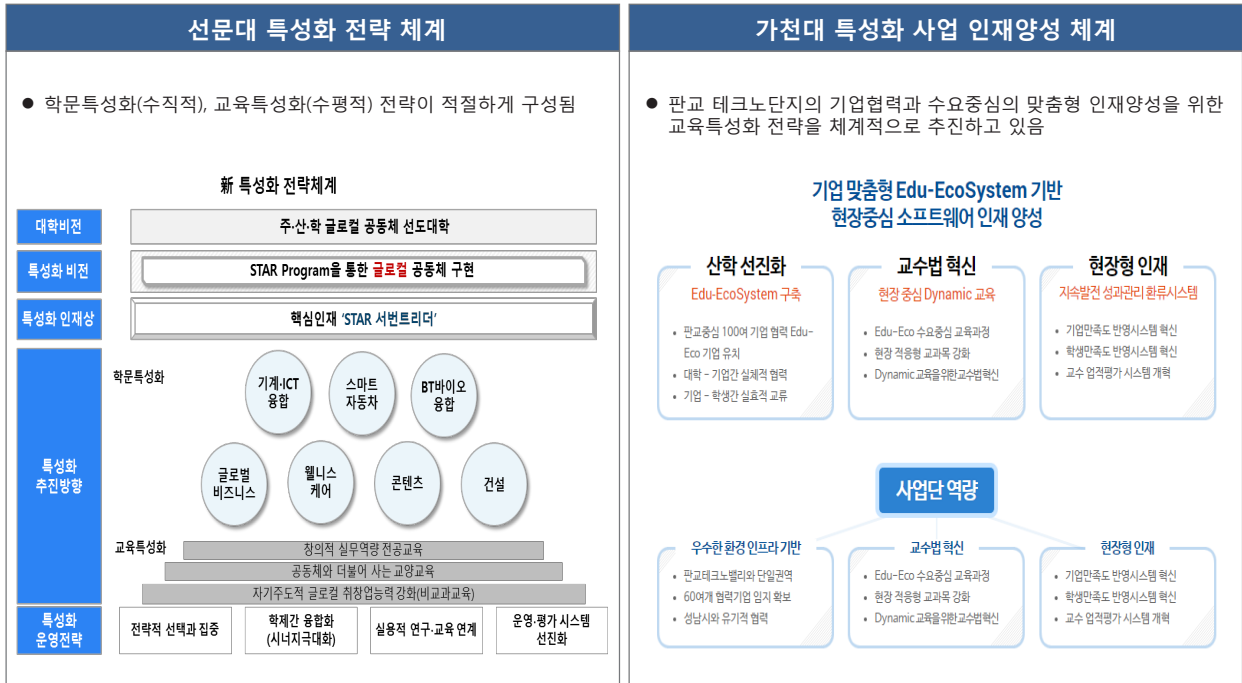 선문대 특성화 전략 체계
● 학문특성화(수직적), 교육특성화(수평적) 전략이 적절하게 구성됨
新 특성화 전략체계
대학비전
주·산·학 글로컬 공동체 선도대학
특성화 비전
STAR Program을 통한 글로컬 공동체 구현
특성화 인재상
핵심인재 ‘STAR 서번트리더’
특성화
추진방향
학문특성화
기계·ICT
융합
스마트
자동차
BT바이오
융합
글로벌
비즈니스
웰니스
케어
콘텐츠
건설
교육특성화
창의적 실무역량 전공교육
공동체와 더불어 사는 교양교육
자기주도적 글로컬 취창업능력 강화(비교과교육)
특성화
운영전략
전략적 선택과 집중
학제간 융합화
(시너지극대화)
실용적 연구·교육 연계
운영·평가 시스템
선진화
가천대 특성화 사업 인재양성 체계
● 판교 테크노단지의 기업협력과 수요중심의 맞춤형 인재양성을 위한
교육특성화 전략을 체계적으로 추진하고 있음
기업 맞춤형 Edu-EcoSystem 기반
현장중심 소프트웨어 인재 양성
산학 선진화
Edu-EcoSystem 구축
• 판교중심 100여 기업 협력 Edu-
Eco 기업 유치
• 대학 - 기업간 실체적 협력
• 기업 - 학생간 실효적 교류
교수법 혁신
현장 중심 Dynamic 교육
• Edu-Eco 수요중심 교육과정
• 현장 적응형 교과목 강화
• Dynamic 교육을위한교수법혁신
현장형 인재
지속발전 성과관리 환류시스템
• 기업만족도 반영시스템 혁신
• 학생만족도 반영시스템 혁신
• 교수 업적평가 시스템 개혁
사업단 역량
우수한 환경 인프라 기반
• 판교테크노밸리와 단일권역
• 60여개 협력기업 임지 확보
• 성남시와 유기적 협력
교수법 혁신
• Edu-Eco 수요중심 교육과정
• 현장 적응형 교과목 강화
• Dynamic 교육을위한교수법혁신
현장형 인재
• 기업만족도 반영시스템 혁신
• 학생만족도 반영시스템 혁신
• 교수 업적평가 시스템 개혁